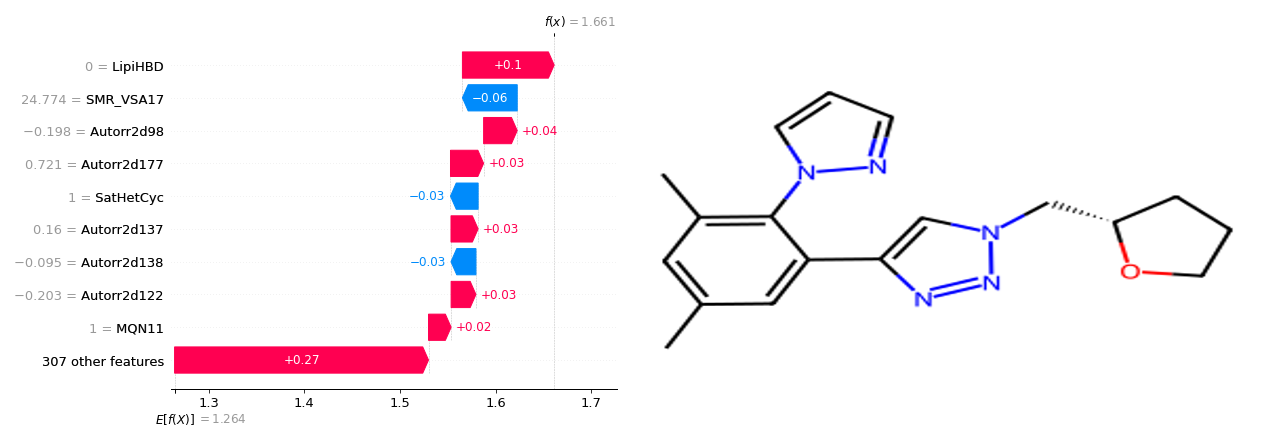 f(x) = 1.661
0 = LipiHBD
+0.1
24.774 = SMR_VSA17
−0.06
−0.198 = Autorr2d98
+0.04
0.721 = Autorr2d177
+0.03
1 = SatHetCyc
−0.03
0.16 = Autorr2d137
+0.03
−0.095 = Autorr2d138
−0.03
−0.203 = Autorr2d122
+0.03
1 = MQN11
+0.02
307 other features
+0.27
1.3 1.4 1.5 1.6 1.7
E[f(X)] = 1.264
N
N
N
N
N
O